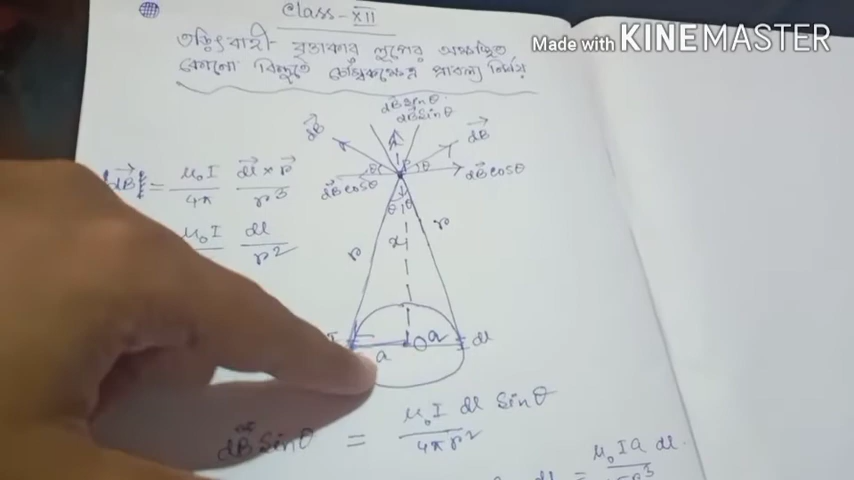 Class-XII
Made with KINEMASTER
তড়িৎবাহী বৃত্তাকার লুপের অক্ষস্থিত
কোনো বিন্দুতে চৌম্বকক্ষেত্র প্রাবল্য নির্ণয়
dB sinθ
dB sinθ
dB
dB
θ
θ
dB cosθ
dB cosθ
dB = μ₀I/4π dl×r/r³
θ θ
μ₀I dl/r²
r
x
r
I
a
O
a
dl
dB sinθ = μ₀I dl sinθ/4πr²
dl = μ₀Ia dl